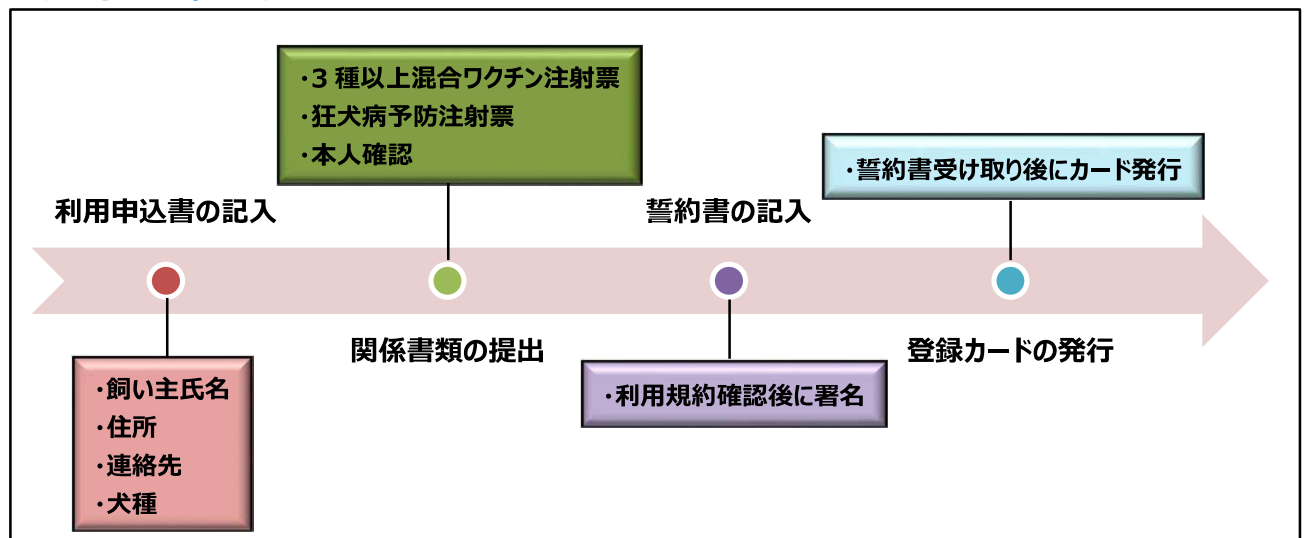 ・3 種以上混合ワクチン注射票
・狂犬病予防注射票
・本人確認
・誓約書受け取り後にカード発行
利用申込書の記入
誓約書の記入
関係書類の提出
登録カードの発行
・飼い主氏名
・住所
・連絡先
・犬種
・利用規約確認後に署名